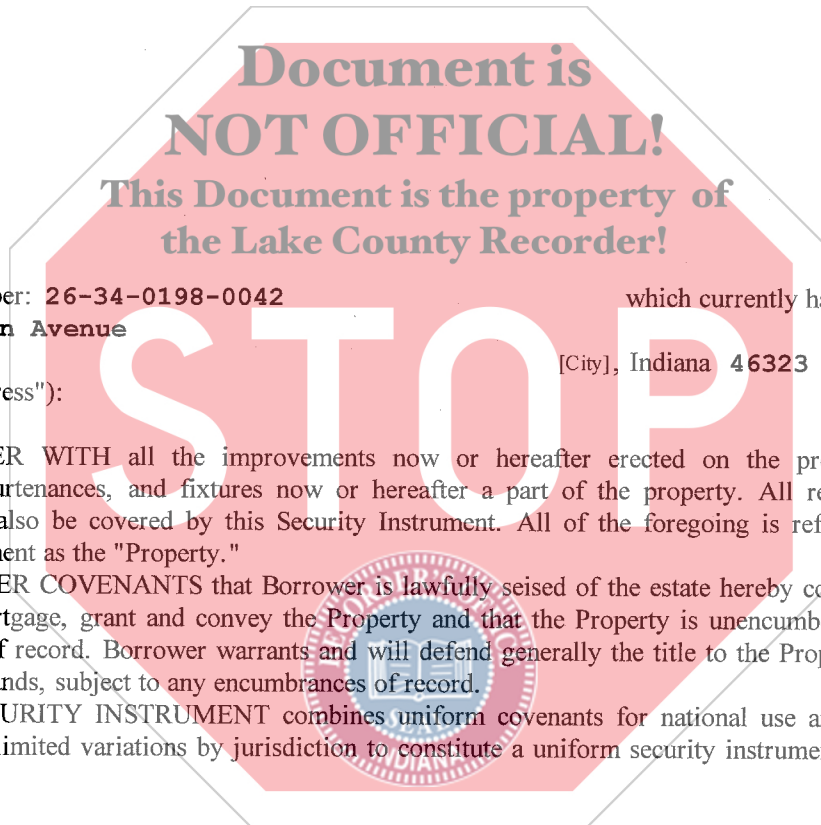 Document is
NOT OFFICIAL!
This Document is the property of
the Lake County Recorder!
er: 26-34-0198-0042 which currently ha
n Avenue
[City], Indiana 46323
ress"):
STOP
ER WITH all the improvements now or hereafter erected on the pr
urtenances, and fixtures now or hereafter a part of the property. All re
also be covered by this Security Instrument. All of the foregoing is ref
ent as the "Property."
ER COVENANTS that Borrower is lawfully seised of the estate hereby co
rtgage, grant and convey the Property and that the Property is unencumb
f record. Borrower warrants and will defend generally the title to the Prop
nds, subject to any encumbrances of record.
URITY INSTRUMENT combines uniform covenants for national use a
imited variations by jurisdiction to constitute a uniform security instrume
SEAL
INDIANA